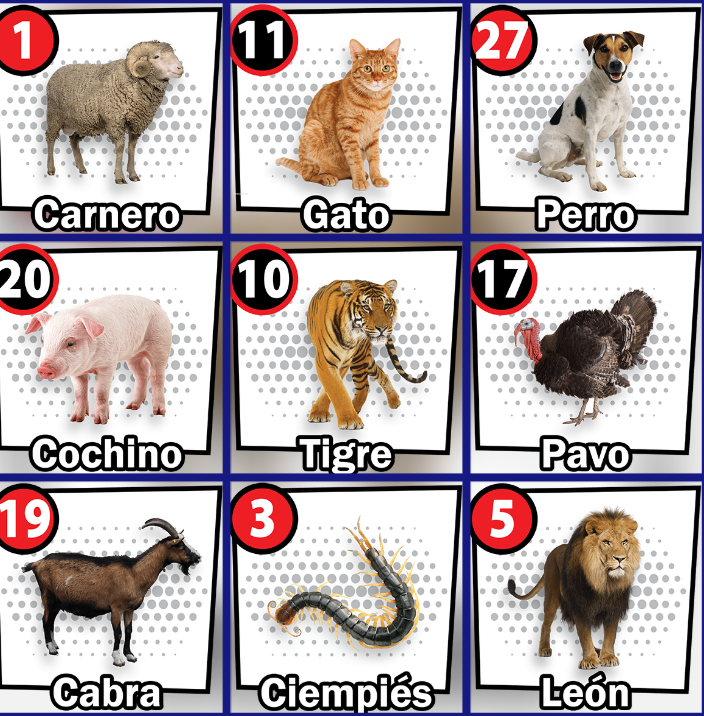 1
Carnero
11
Gato
27
Perro
20
Cochino
10
Tigre
17
Pavo
19
Cabra
3
Ciempiés
5
León